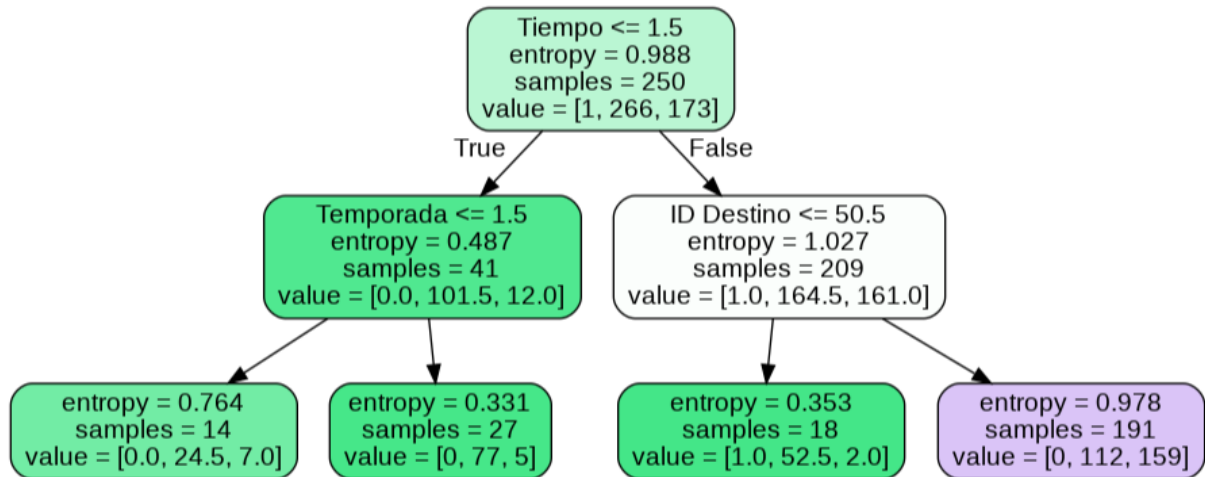 Tiempo <= 1.5
entropy = 0.988
samples = 250
value = [1, 266, 173]
True
False
Temporada <= 1.5
entropy = 0.487
samples = 41
value = [0.0, 101.5, 12.0]
ID Destino <= 50.5
entropy = 1.027
samples = 209
value = [1.0, 164.5, 161.0]
entropy = 0.764
samples = 14
value = [0.0, 24.5, 7.0]
entropy = 0.331
samples = 27
value = [0, 77, 5]
entropy = 0.353
samples = 18
value = [1.0, 52.5, 2.0]
entropy = 0.978
samples = 191
value = [0, 112, 159]